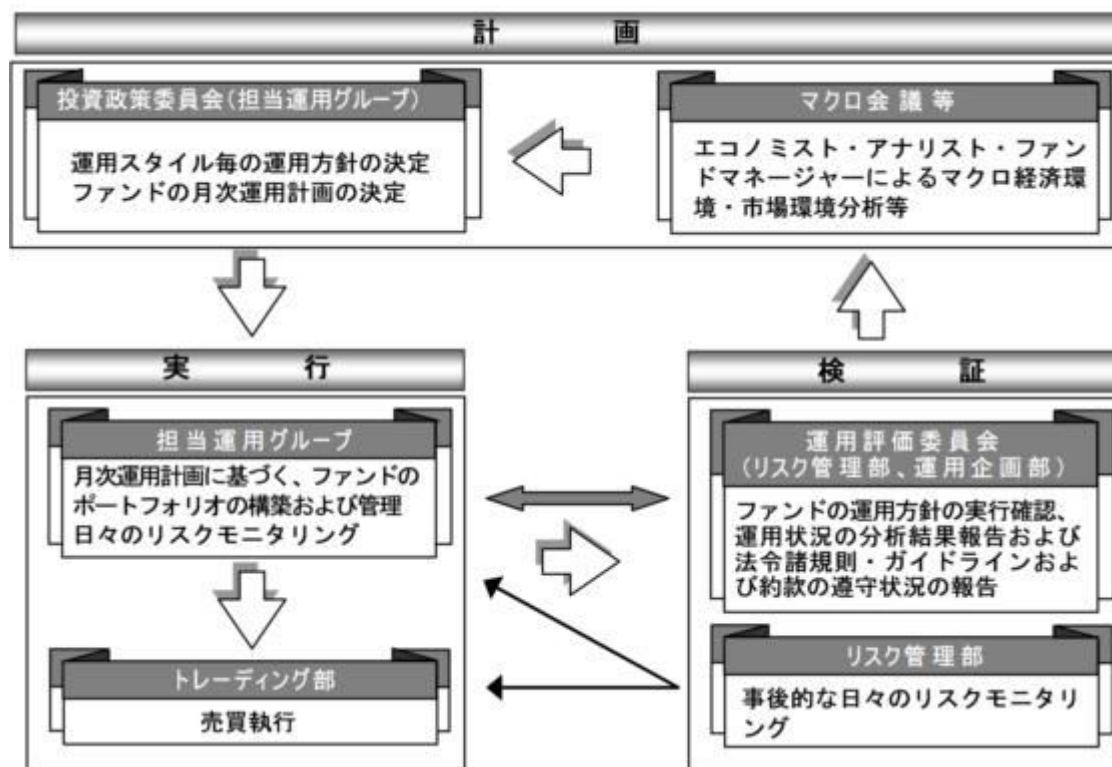 計画
投資政策委員会（担当運用グループ）
運用スタイル毎の運用方針の決定
ファンドの月次運用計画の決定
マクロ会議等
エコノミスト・アナリスト・ファン
ドマネージャーによるマクロ経済環
境・市場環境分析等
実行
担当運用グループ
月次運用計画に基づく、ファンドの
ポートフォリオの構築および管理
日々のリスクモニタリング
トレーディング部
売買執行
検証
運用評価委員会
（リスク管理部、運用企画部）
ファンドの運用方針の実行確認、
運用状況の分析結果報告および
法令諸規則・ガイドラインおよ
び約款の遵守状況の報告
リスク管理部
事後的な日々のリスクモニタリ
ング